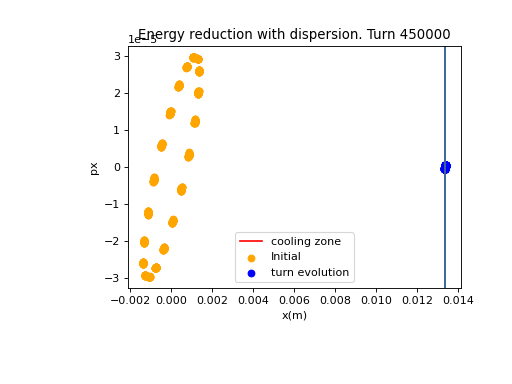 Energy reduction with dispersion. Turn 450000
1e−5
3
2
1
0
−1
−2
−3
px
cooling zone
Initial
turn evolution
−0.002 0.000 0.002 0.004 0.006 0.008 0.010 0.012 0.014
x(m)